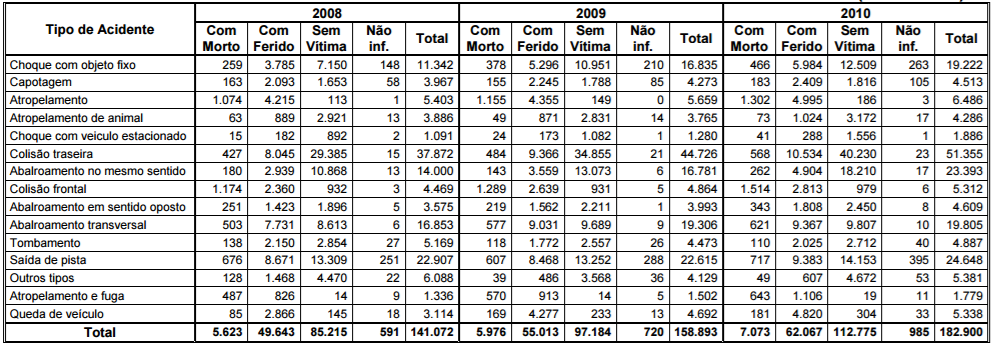 Tipo de Acidente 2008 2009 2010
Com Morto Com Ferido Sem Vitima Não inf. Total Com Morto Com Ferido Sem Vitima Não inf. Total Com Morto Com Ferido Sem Vitima Não inf. Total
Choque com objeto fixo 259 3.785 7.150 148 11.342 378 5.296 10.951 210 16.835 466 5.984 12.509 263 19.222
Capotagem 163 2.093 1.653 58 3.967 155 2.245 1.788 85 4.273 183 2.409 1.816 105 4.513
Atropelamento 1.074 4.215 113 1 5.403 1.155 4.355 149 0 5.659 1.302 4.995 186 3 6.486
Atropelamento de animal 63 889 2.921 13 3.886 49 871 2.831 14 3.765 73 1.024 3.172 17 4.286
Choque com veiculo estacionado 15 182 892 2 1.091 24 173 1.082 1 1.280 41 288 1.556 1 1.886
Colisão traseira 427 8.045 29.385 15 37.872 484 9.366 34.855 21 44.726 568 10.534 40.230 23 51.355
Abalroamento no mesmo sentido 180 2.939 10.868 13 14.000 143 3.559 13.073 6 16.781 262 4.904 18.210 17 23.393
Colisão frontal 1.174 2.360 932 3 4.469 1.289 2.639 931 5 4.864 1.514 2.813 979 6 5.312
Abalroamento em sentido oposto 251 1.423 1.896 5 3.575 219 1.562 2.211 1 3.993 343 1.808 2.450 8 4.609
Abalroamento transversal 503 7.731 8.613 6 16.853 577 9.031 9.689 9 19.306 621 9.367 9.807 10 19.805
Tombamento 138 2.150 2.854 27 5.169 118 1.772 2.557 26 4.473 110 2.025 2.712 40 4.887
Saída de pista 676 8.671 13.309 251 22.907 607 8.468 13.252 288 22.615 717 9.383 14.153 395 24.648
Outros tipos 128 1.468 4.470 22 6.088 39 486 3.568 36 4.129 49 607 4.672 53 5.381
Atropelamento e fuga 487 826 14 9 1.336 570 913 14 5 1.502 643 1.106 19 11 1.779
Queda de veículo 85 2.866 145 18 3.114 169 4.277 233 13 4.692 181 4.820 304 33 5.338
Total 5.623 49.643 85.215 591 141.072 5.976 55.013 97.184 720 158.893 7.073 62.067 112.775 985 182.900